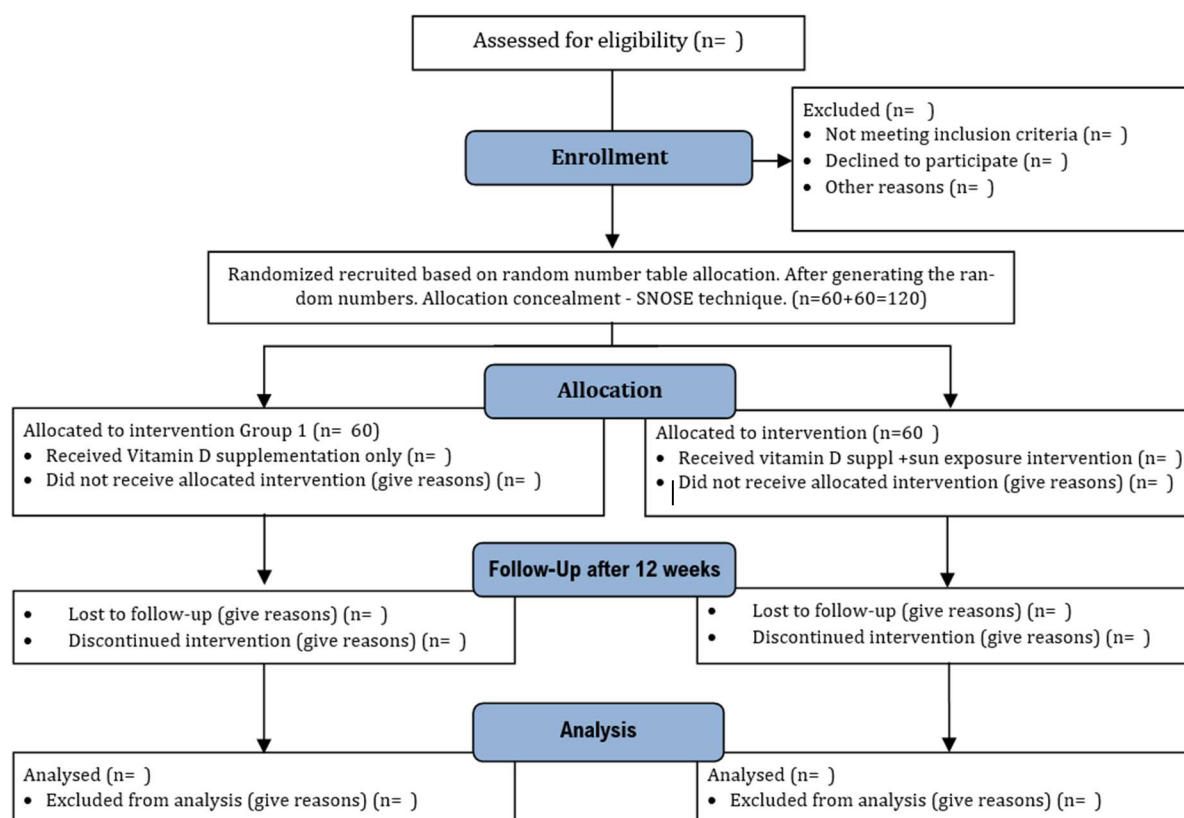 Assessed for eligibility (n=  )
Excluded (n=  )
• Not meeting inclusion criteria (n=  )
• Declined to participate (n=  )
• Other reasons (n=  )
Enrollment
Randomized recruited based on random number table allocation. After generating the ran-
dom numbers. Allocation concealment - SNOSE technique. (n=60+60=120)
Allocation
Allocated to intervention Group 1 (n=  60)
• Received Vitamin D supplementation only (n=  )
• Did not receive allocated intervention (give reasons) (n=  )
Allocated to intervention (n=60  )
• Received vitamin D suppl +sun exposure intervention (n=  )
• Did not receive allocated intervention (give reasons) (n=  )
Follow-Up after 12 weeks
• Lost to follow-up (give reasons) (n=  )
• Discontinued intervention (give reasons) (n=  )
• Lost to follow-up (give reasons) (n=  )
• Discontinued intervention (give reasons) (n=  )
Analysis
Analysed (n=  )
• Excluded from analysis (give reasons) (n=  )
Analysed (n=  )
• Excluded from analysis (give reasons) (n=  )